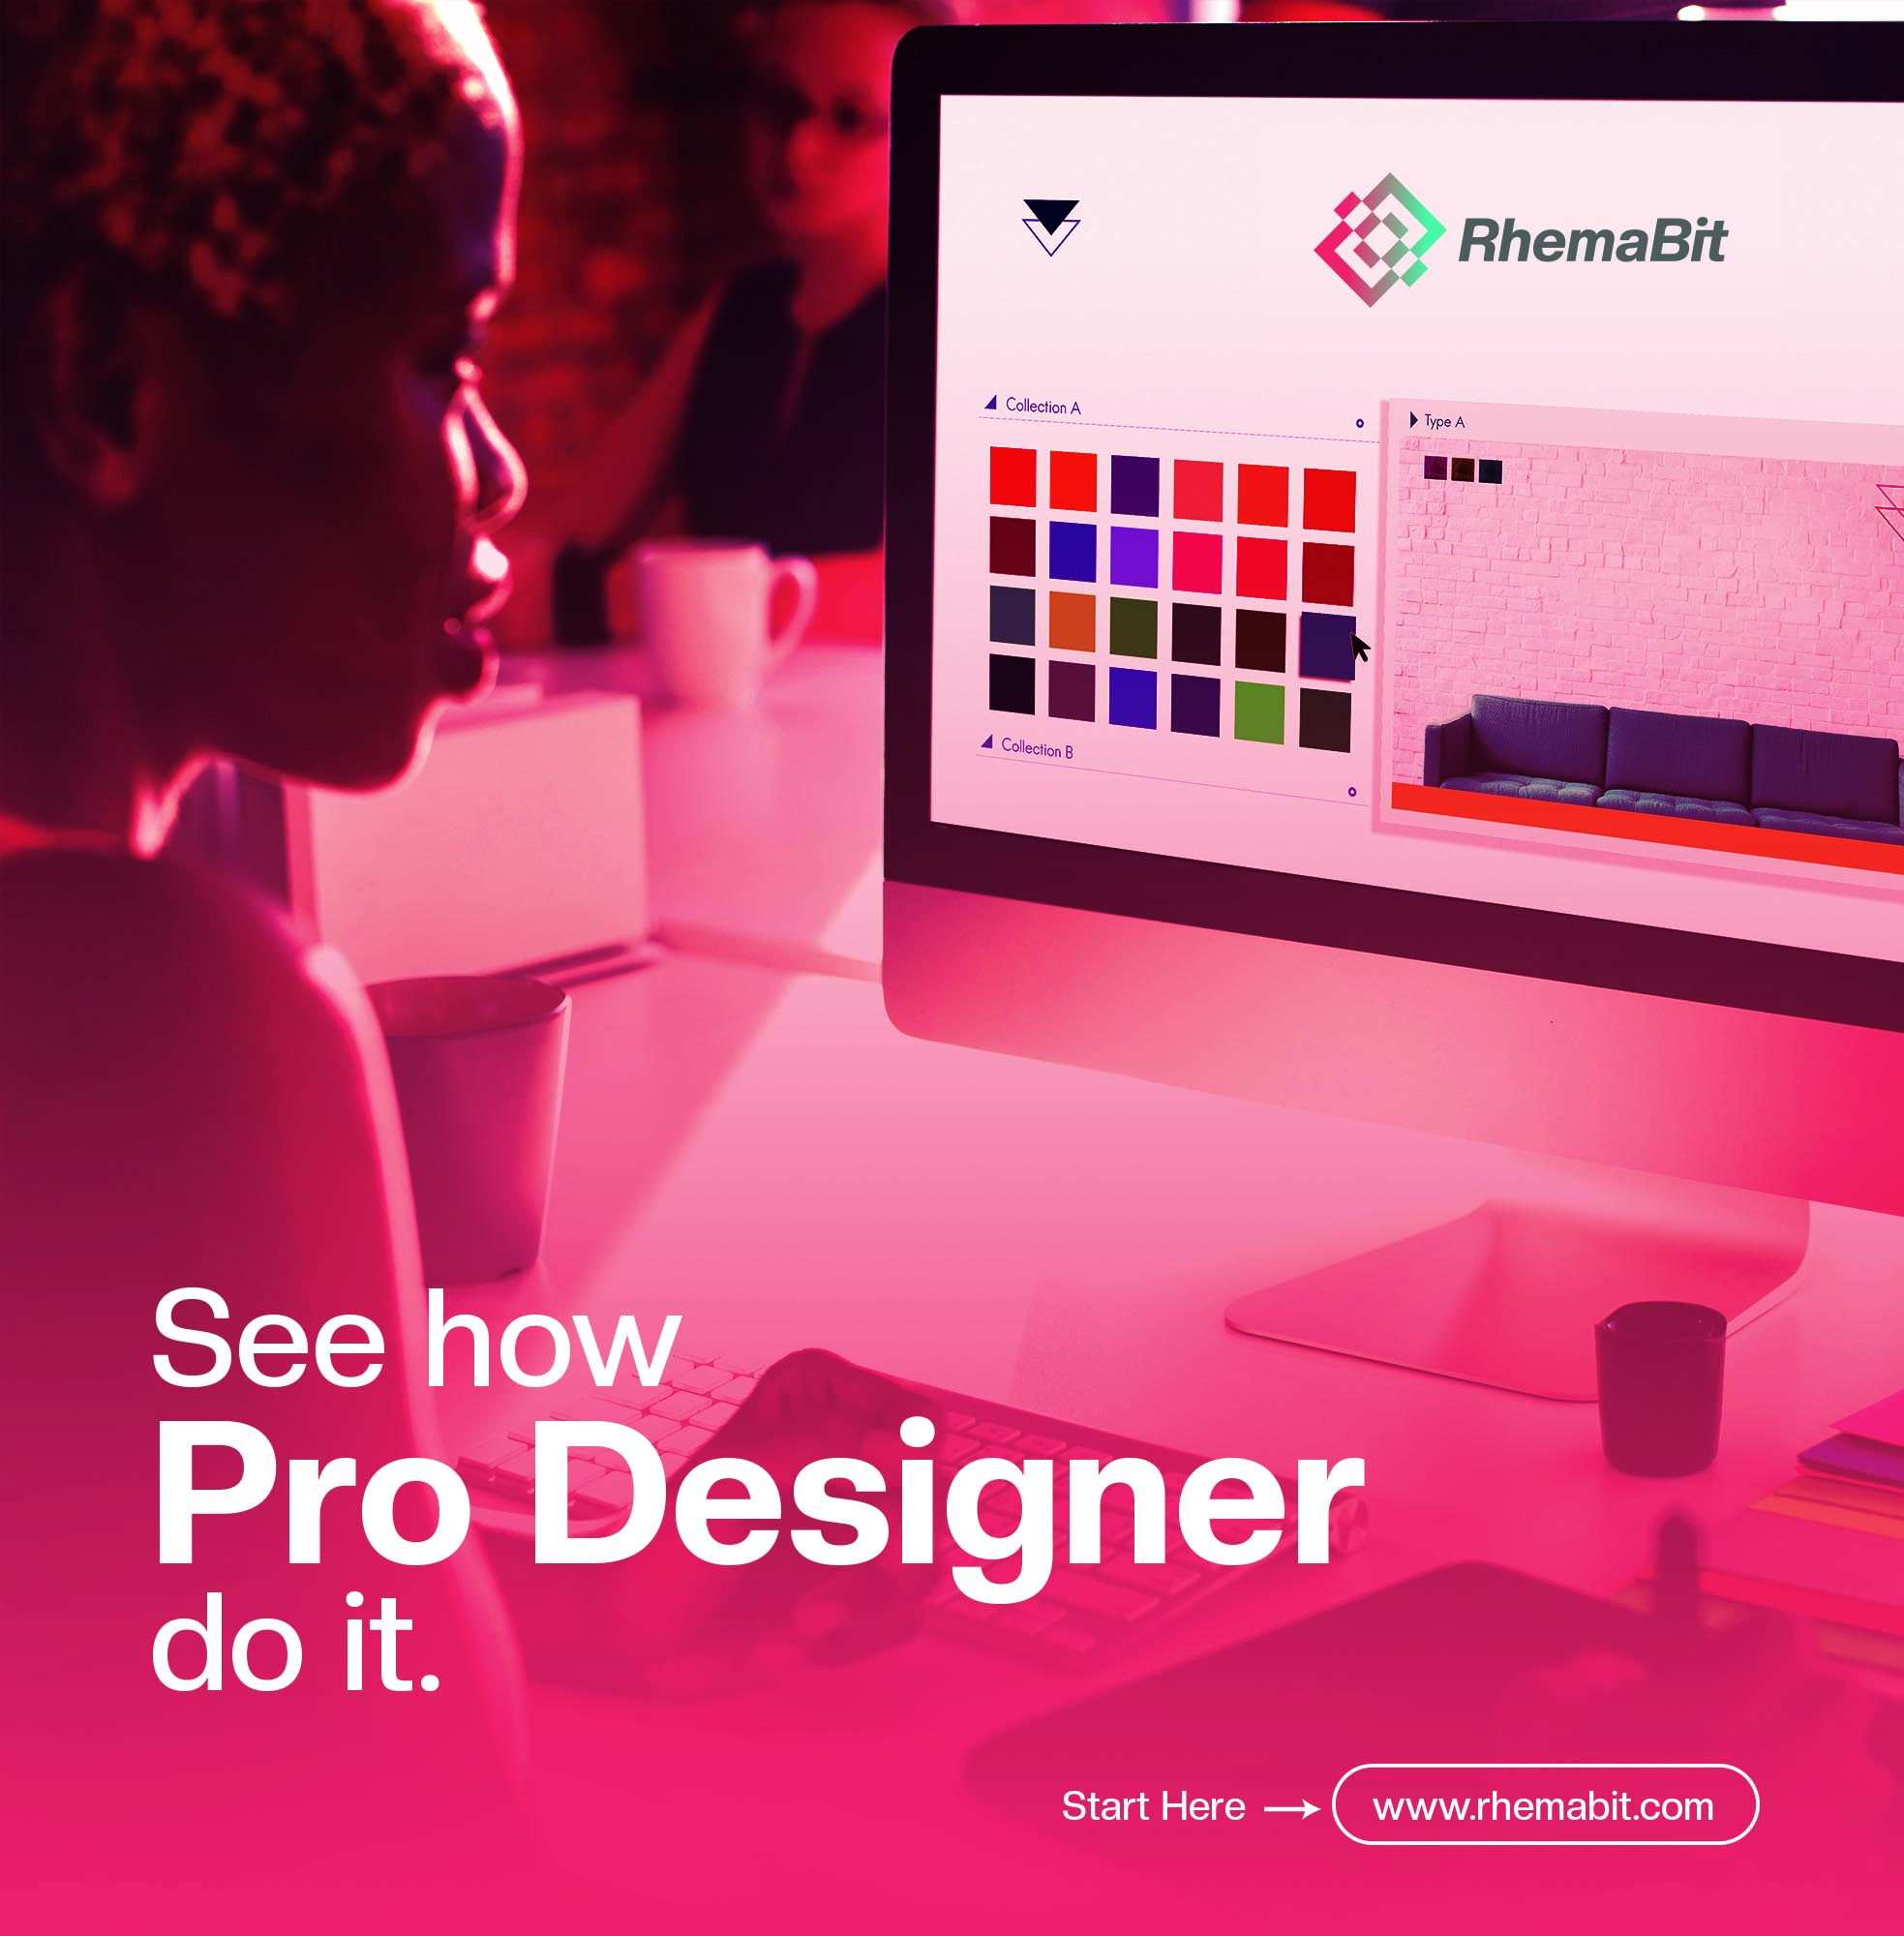 RhemaBit
Collection A
Type A
Collection B
See how
Pro Designer
do it.
Start Here
www.rhemabit.com